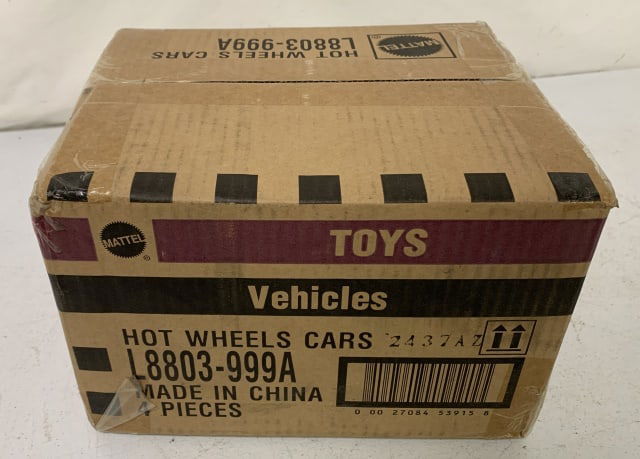 HOT WHEELS CARS
L8803-999A
MATTEL
MATTEL
®
TOYS
Vehicles
HOT WHEELS CARS 2437AZ
L8803-999A
MADE IN CHINA
4 PIECES
0 00 27084 53915 8